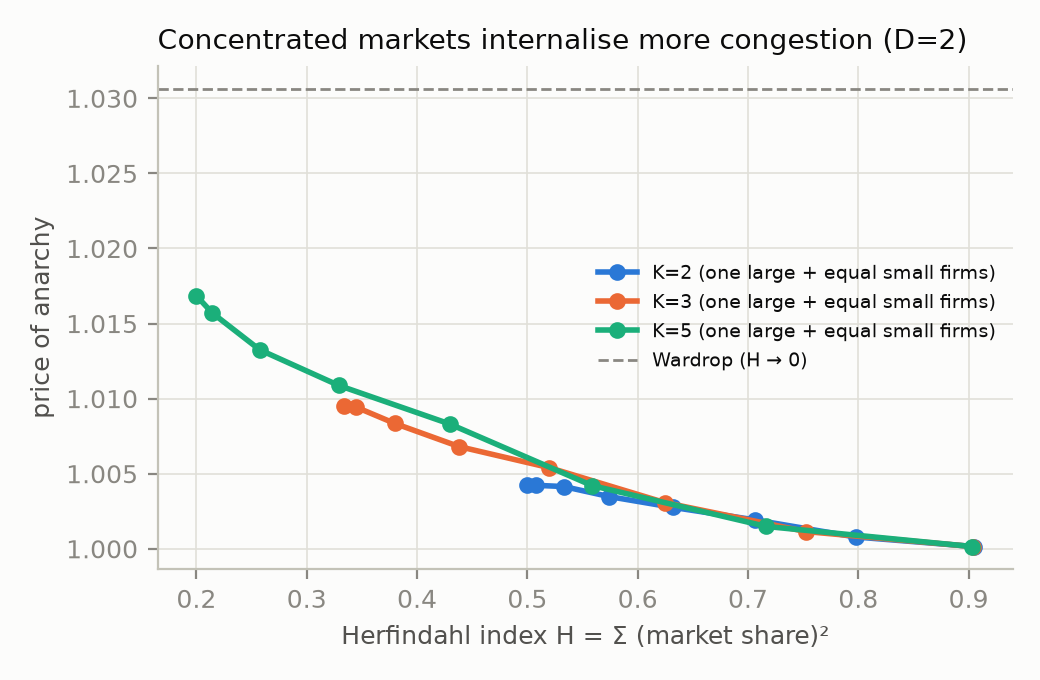 Concentrated markets internalise more congestion (D=2)
price of anarchy
1.030
1.025
1.020
1.015
1.010
1.005
1.000
K=2 (one large + equal small firms)
K=3 (one large + equal small firms)
K=5 (one large + equal small firms)
Wardrop (H → 0)
0.2 0.3 0.4 0.5 0.6 0.7 0.8 0.9
Herfindahl index H = Σ (market share)²